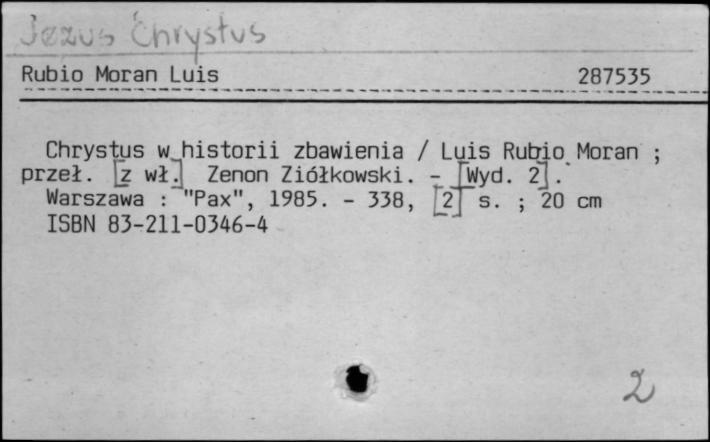 Jezus Chrystus
Rubio Moran Luis 287535
Chrystus w historii zbawienia / Luis Rubio Moran ;
przeł. [z wł.] Zenon Ziółkowski. - [Wyd. 2].
Warszawa : "Pax", 1985. - 338, [2] s. ; 20 cm
ISBN 83-211-0346-4
2